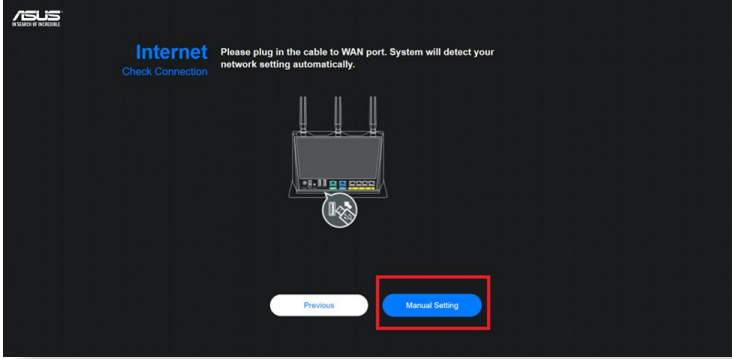 ASUS
IN SEARCH OF INCREDIBLE
Internet
Check Connection
Please plug in the cable to WAN port. System will detect your
network setting automatically.
Previous
Manual Setting